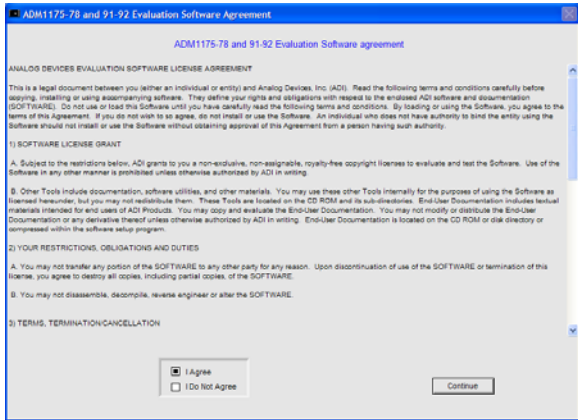 ADM1175-78 and 91-92 Evaluation Software Agreement
ADM1175-78 and 91-92 Evaluation Software agreement
ANALOG DEVICES EVALUATION SOFTWARE LICENSE AGREEMENT
This is a legal document between you (either an individual or entity) and Analog Devices, Inc. (ADI). Read the following terms and conditions carefully before
copying, installing or using accompanying software. They define your rights and obligations with respect to the enclosed ADI software and documentation
(SOFTWARE). Do not use or load this Software until you have carefully read the following terms and conditions. By loading or using the Software, you agree to the
terms of this Agreement. If you do not wish to so agree, do not install or use the Software. An individual who does not have authority to bind the entity using the
Software should not install or use the Software without obtaining approval of this Agreement from a person having such authority.
1) SOFTWARE LICENSE GRANT
A. Subject to the restrictions below, ADI grants to you a non-exclusive, non-assignable, royalty-free copyright licenses to evaluate and test the Software. Use of the
Software in any other manner is prohibited unless otherwise authorized by ADI in writing.
B. Other Tools include documentation, software utilities, and other materials. You may use these other Tools internally for the purposes of using the Software as
licensed hereunder, but you may not redistribute them. These Tools are located on the CD ROM and its sub-directories. End-User Documentation includes textual
materials intended for end users of ADI Products. You may copy and evaluate the End-User Documentation. You may not modify or distribute the End-User
Documentation or any derivative thereof unless otherwise authorized by ADI in writing. End-User Documentation is located on the CD ROM or disk directory or
compressed within the software setup program.
2) YOUR RESTRICTIONS, OBLIGATIONS AND DUTIES
A. You may not transfer any portion of the SOFTWARE to any other party for any reason. Upon discontinuation of use of the SOFTWARE or termination of this
license, you agree to destroy all copies, including partial copies, of the SOFTWARE.
B. You may not disassemble, decompile, reverse engineer or alter the SOFTWARE.
3) TERMS, TERMINATION/CANCELLATION
I Agree
I Do Not Agree
Continue